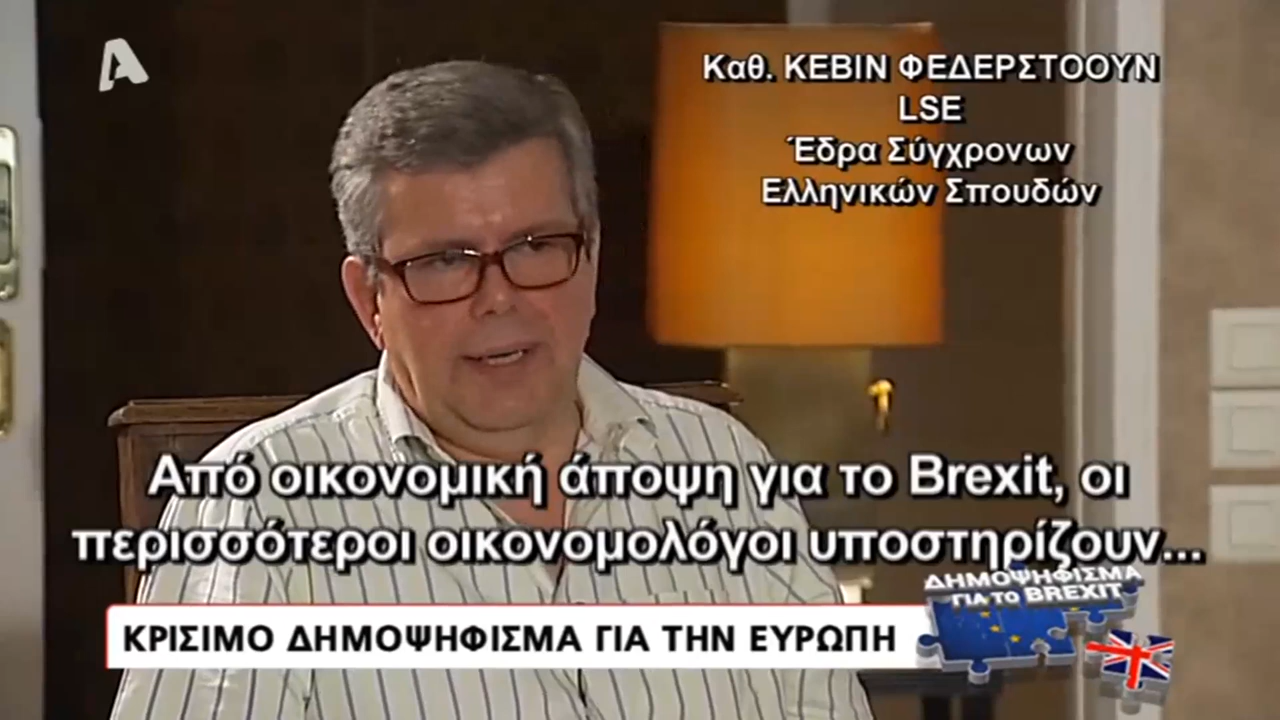 Καθ. ΚΕΒΙΝ ΦΕΔΕΡΣΤΟΟΥΝ
LSE
Έδρα Σύγχρονων
Ελληνικών Σπουδών
Από οικονομική άποψη για το Brexit, οι
περισσότεροι οικονομολόγοι υποστηρίζουν...
ΔΗΜΟΨΗΦΙΣΜΑ
ΓΙΑ ΤΟ BREXIT
ΚΡΙΣΙΜΟ ΔΗΜΟΨΗΦΙΣΜΑ ΓΙΑ ΤΗΝ ΕΥΡΩΠΗ